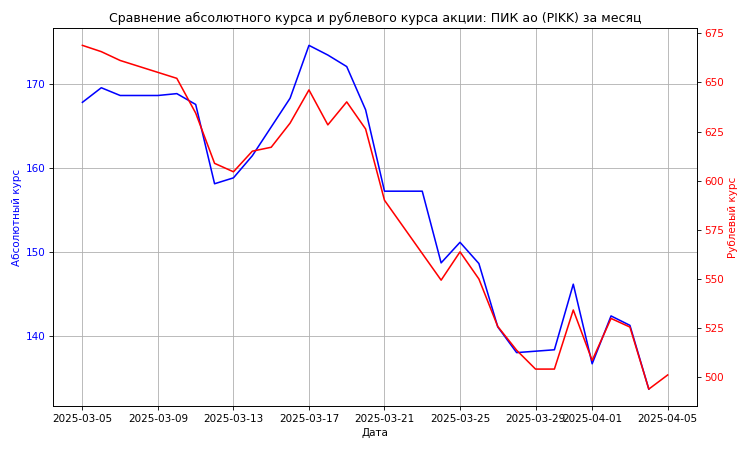 Сравнение абсолютного курса и рублевого курса акции: ПИК ао (PIKK) за месяц
Абсолютный курс
170
160
150
140
Рублевый курс
675
650
625
600
575
550
525
500
2025-03-05 2025-03-09 2025-03-13 2025-03-17 2025-03-21 2025-03-25 2025-03-29 2025-04-01 2025-04-05
Дата